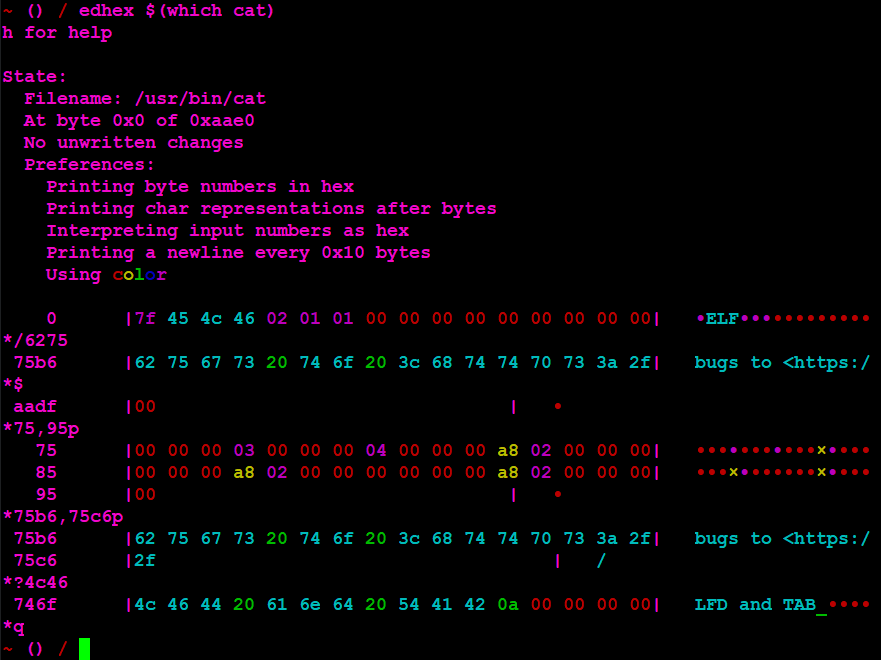 ~ () / edhex $(which cat)
h for help

State:
  Filename: /usr/bin/cat
  At byte 0x0 of 0xaae0
  No unwritten changes
  Preferences:
    Printing byte numbers in hex
    Printing char representations after bytes
    Interpreting input numbers as hex
    Printing a newline every 0x10 bytes
    Using color

    0      |7f 45 4c 46 02 01 01 00 00 00 00 00 00 00 00 00|   •ELF••••••••••••
*/6275
 75b6      |62 75 67 73 20 74 6f 20 3c 68 74 74 70 73 3a 2f|   bugs to <https:/
*$
 aadf      |00                                |   •
*75,95p
   75      |00 00 00 03 00 00 00 04 00 00 00 a8 02 00 00 00|   •••••••••••×••••
   85      |00 00 00 a8 02 00 00 00 00 00 00 a8 02 00 00 00|   •••×•••••••×••••
   95      |00                                |   •
*75b6,75c6p
 75b6      |62 75 67 73 20 74 6f 20 3c 68 74 74 70 73 3a 2f|   bugs to <https:/
 75c6      |2f                                    |   /
*?4c46
 746f      |4c 46 44 20 61 6e 64 20 54 41 42 0a 00 00 00 00|   LFD and TAB_••••
*q
~ () /